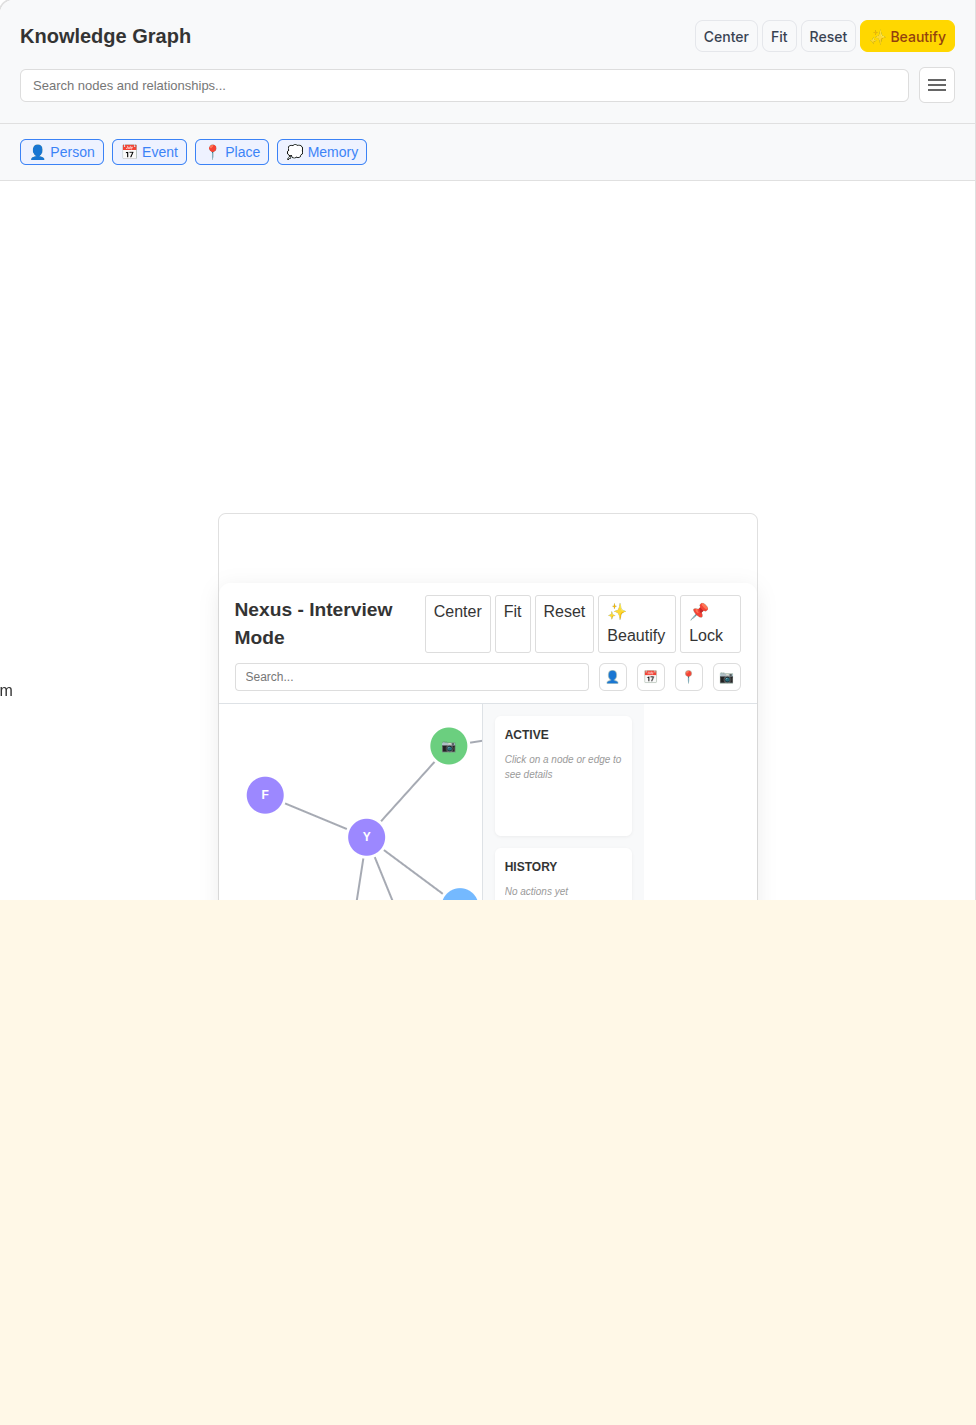 Knowledge Graph
Center
Fit
Reset
✨ Beautify
Search nodes and relationships...
👤 Person
📅 Event
📍 Place
💭 Memory
Nexus - Interview
Mode
Center
Fit
Reset
✨
Beautify
📌
Lock
Search...
m
ACTIVE
Click on a node or edge to
see details
F
Y
HISTORY
No actions yet